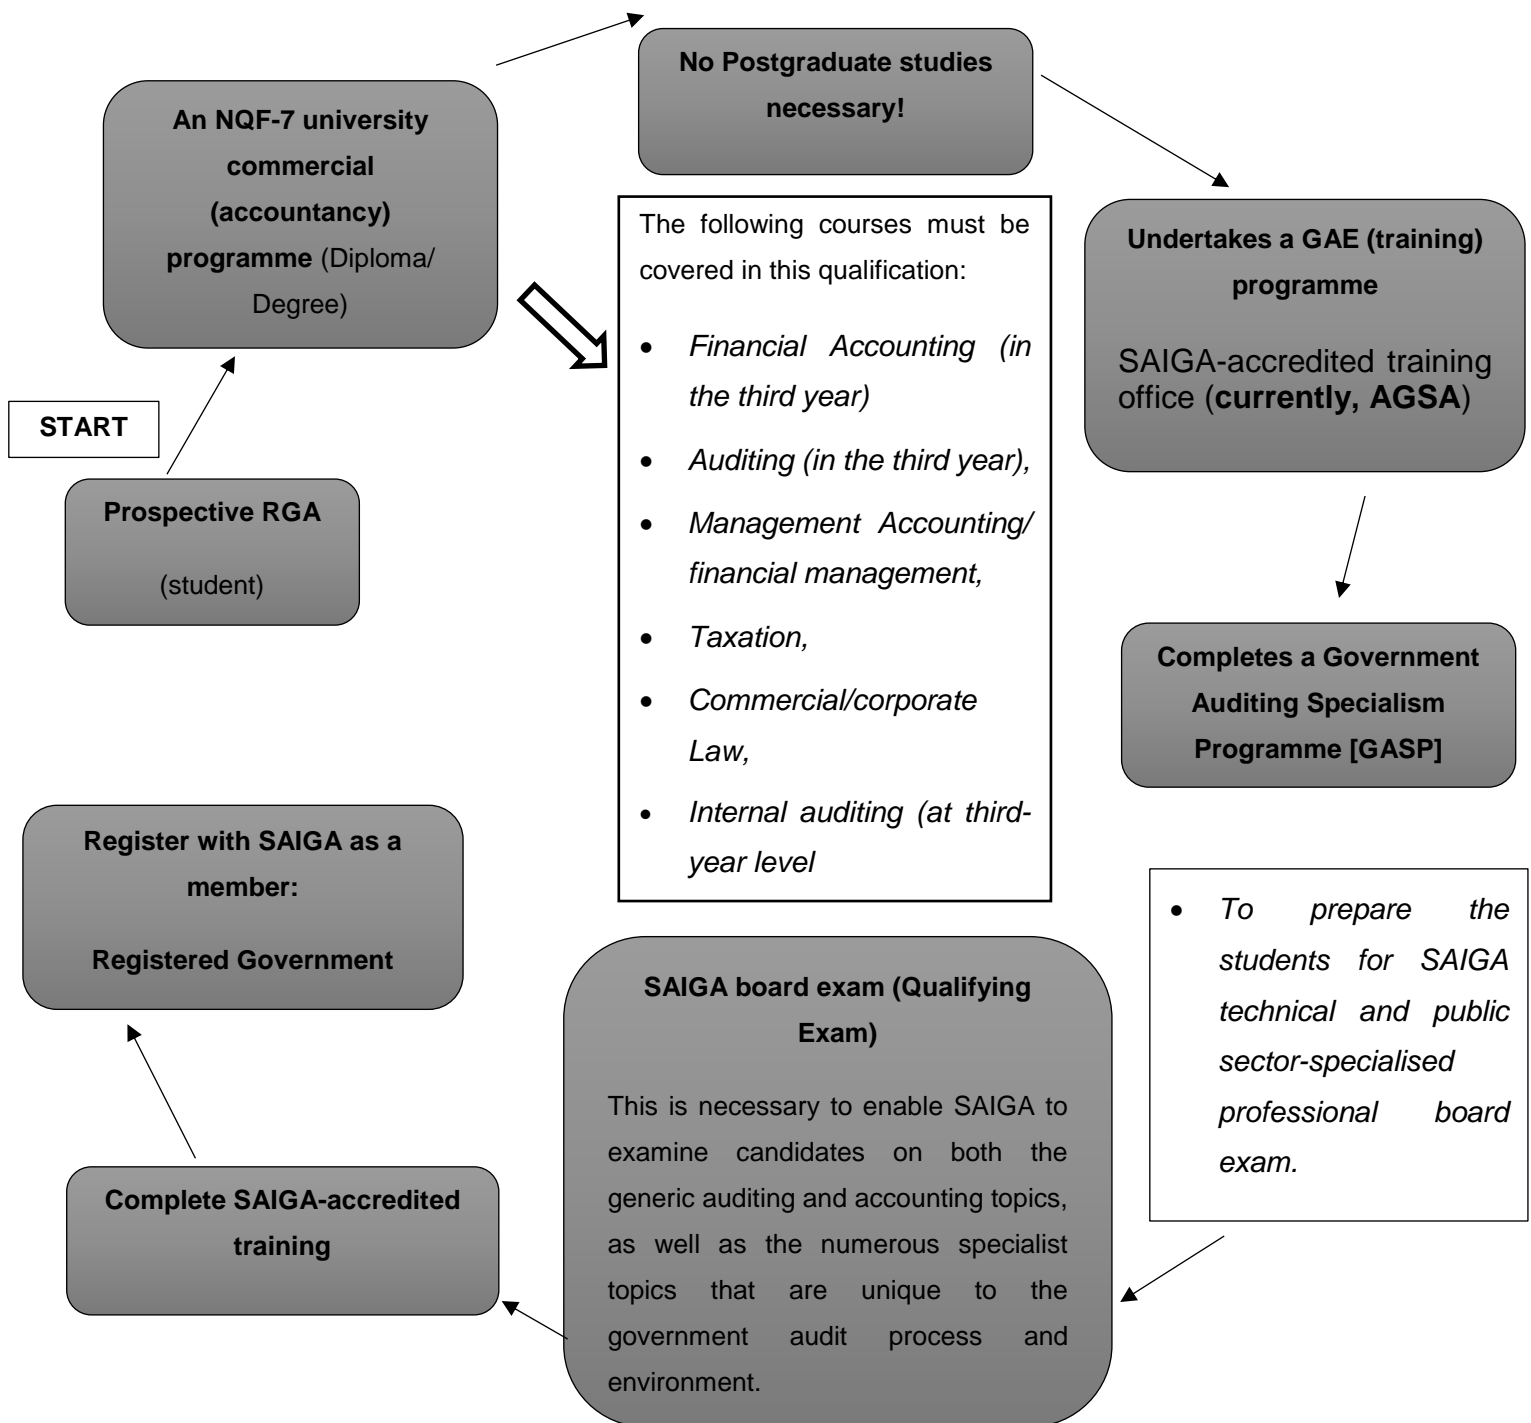 START
Prospective RGA
(student)
An NQF-7 university
commercial
(accountancy)
programme (Diploma/
Degree)
No Postgraduate studies
necessary!
The following courses must be
covered in this qualification:
• Financial Accounting (in
the third year)
• Auditing (in the third year),
• Management Accounting/
financial management,
• Taxation,
• Commercial/corporate
Law,
• Internal auditing (at third-
year level
Undertakes a GAE (training)
programme
SAIGA-accredited training
office (currently, AGSA)
Completes a Government
Auditing Specialism
Programme [GASP]
• To prepare the
students for SAIGA
technical and public
sector-specialised
professional board
exam.
SAIGA board exam (Qualifying
Exam)
This is necessary to enable SAIGA to
examine candidates on both the
generic auditing and accounting topics,
as well as the numerous specialist
topics that are unique to the
government audit process and
environment.
Complete SAIGA-accredited
training
Register with SAIGA as a
member:
Registered Government